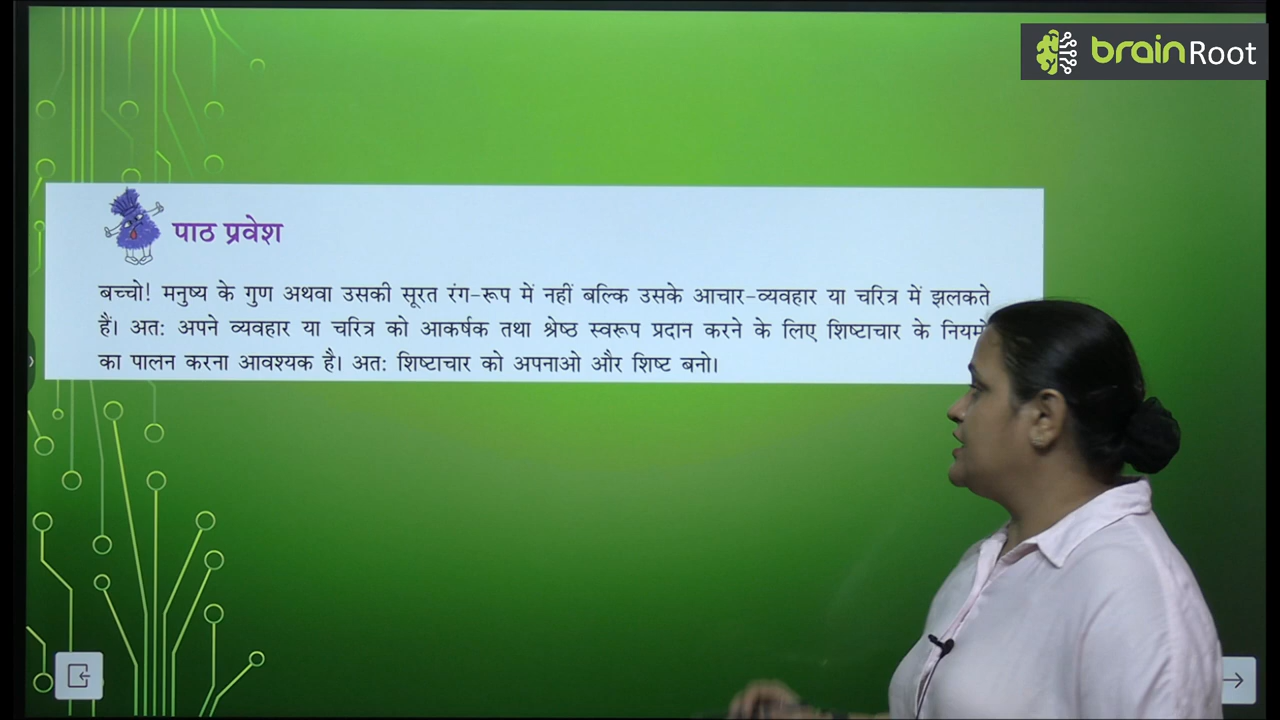 brainRoot
पाठ प्रवेश
बच्चो! मनुष्य के गुण अथवा उसकी सूरत रंग-रूप में नहीं बल्कि उसके आचार-व्यवहार या चरित्र में झलकते
हैं। अतः अपने व्यवहार या चरित्र को आकर्षक तथा श्रेष्ठ स्वरूप प्रदान करने के लिए शिष्टाचार के
का पालन करना आवश्यक है। अतः शिष्टाचार को अपनाओ और शिष्ट बनो।